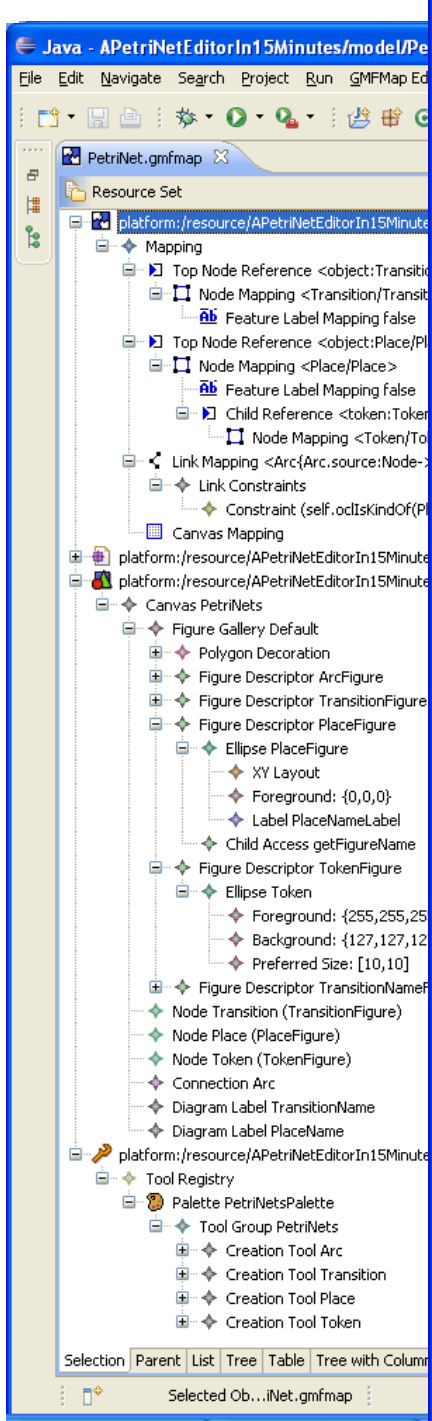 Java - APetriNetEditorIn15Minutes/model/Pe
File Edit Navigate Search Project Run GMFMap Ed
PetriNet.gmfmap
Resource Set
platform:/resource/APetriNetEditorIn15Minute
Mapping
Top Node Reference <object:Transitio
Node Mapping <Transition/Transit
Ab Feature Label Mapping false
Top Node Reference <object:Place/Pl
Node Mapping <Place/Place>
Ab Feature Label Mapping false
Child Reference <token:Token
Node Mapping <Token/To
Link Mapping <Arc{Arc.source:Node-
Link Constraints
Constraint (self.oclIsKindOf(Pl
Canvas Mapping
platform:/resource/APetriNetEditorIn15Minute
platform:/resource/APetriNetEditorIn15Minute
Canvas PetriNets
Figure Gallery Default
Polygon Decoration
Figure Descriptor ArcFigure
Figure Descriptor TransitionFigure
Figure Descriptor PlaceFigure
Ellipse PlaceFigure
XY Layout
Foreground: {0,0,0}
Label PlaceNameLabel
Child Access getFigureName
Figure Descriptor TokenFigure
Ellipse Token
Foreground: {255,255,25
Background: {127,127,12
Preferred Size: [10,10]
Figure Descriptor TransitionNameF
Node Transition (TransitionFigure)
Node Place (PlaceFigure)
Node Token (TokenFigure)
Connection Arc
Diagram Label TransitionName
Diagram Label PlaceName
platform:/resource/APetriNetEditorIn15Minute
Tool Registry
Palette PetriNetsPalette
Tool Group PetriNets
Creation Tool Arc
Creation Tool Transition
Creation Tool Place
Creation Tool Token
Selection Parent List Tree Table Tree with Column
Selected Ob...iNet.gmfmap